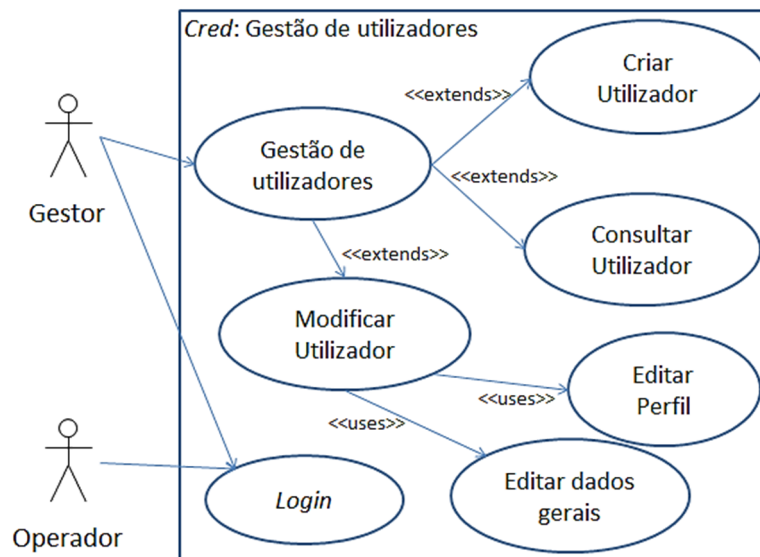 Cred: Gestão de utilizadores
Criar
Utilizador
<<extends>>
Gestão de
utilizadores
<<extends>>
Gestor
Consultar
Utilizador
<<extends>>
Modificar
Utilizador
Editar
Perfil
<<uses>>
<<uses>>
Login
Editar dados
gerais
Operador